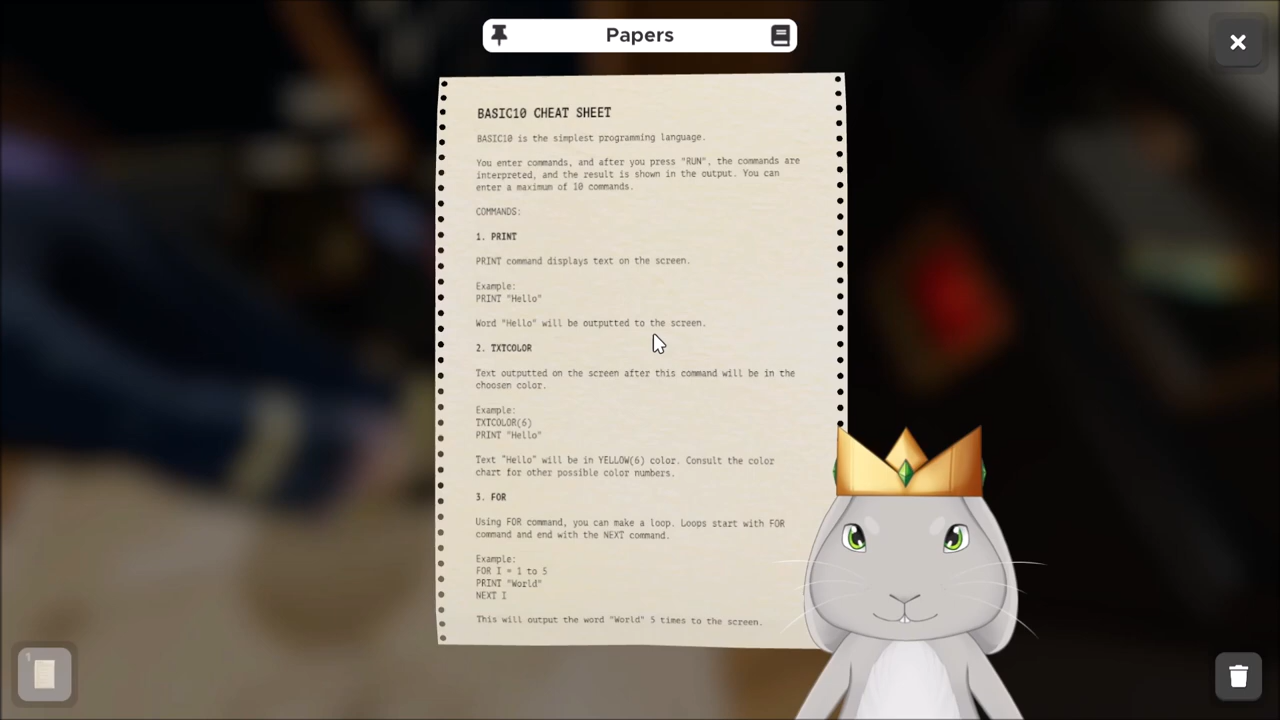 Papers
BASIC10 CHEAT SHEET
BASIC10 is the simplest programming language.
You enter commands, and after you press "RUN", the commands are
interpreted, and the result is shown in the output. You can
enter a maximum of 10 commands.
COMMANDS:
1. PRINT
PRINT command displays text on the screen.
Example:
PRINT "Hello"
Word "Hello" will be outputted to the screen.
2. TXTCOLOR
Text outputted on the screen after this command will be in the
choosen color.
Example:
TXTCOLOR(6)
PRINT "Hello"
Text "Hello" will be in YELLOW(6) color. Consult the color
chart for other possible color numbers.
3. FOR
Using FOR command, you can make a loop. Loops start with FOR
command and end with the NEXT command.
Example:
FOR I = 1 to 5
PRINT "World"
NEXT I
This will output the word "World" 5 times to the screen.
1